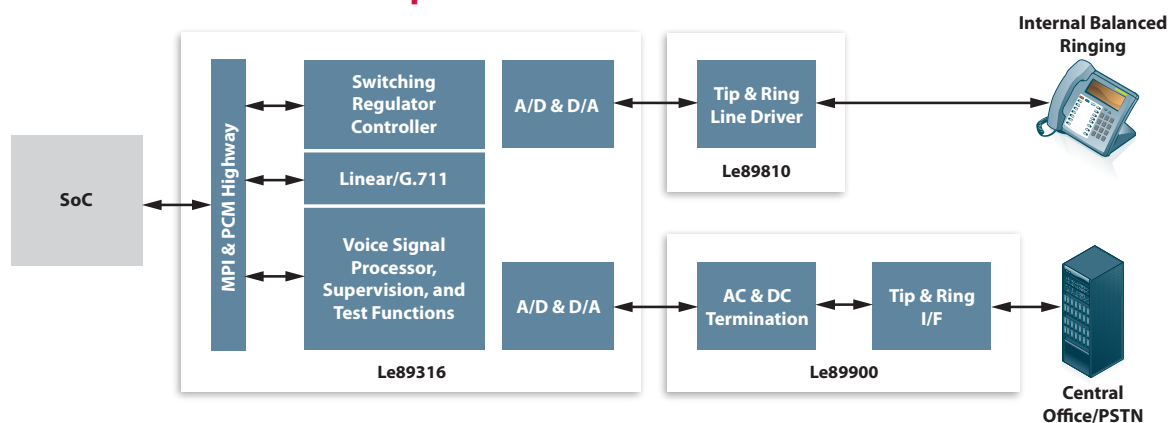 Internal Balanced
Ringing
SoC
MPI & PCM Highway
Switching
Regulator
Controller
Linear/G.711
Voice Signal
Processor,
Supervision, and
Test Functions
A/D & D/A
A/D & D/A
Le89316
Tip & Ring
Line Driver
Le89810
AC & DC
Termination
Tip & Ring
I/F
Le89900
Central
Office/PSTN